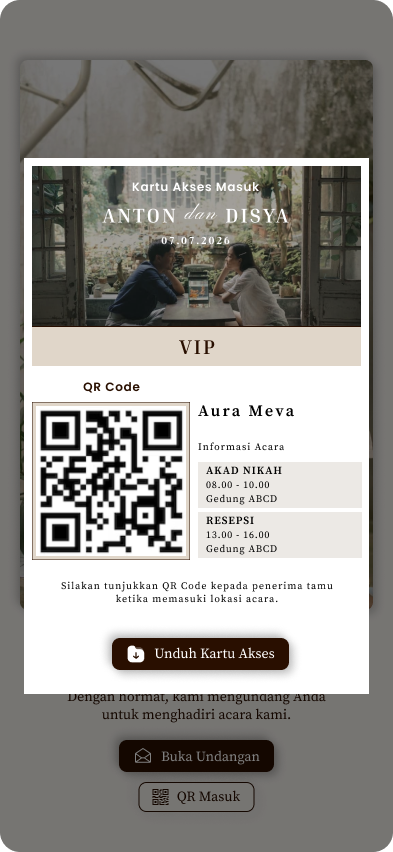 Kartu Akses Masuk
ANTON dan DISYA
07.07.2026
VIP
QR Code
Aura Meva
Informasi Acara
AKAD NIKAH
08.00 - 10.00
Gedung ABCD
RESEPSI
13.00 - 16.00
Gedung ABCD
Silakan tunjukkan QR Code kepada penerima tamu
ketika memasuki lokasi acara.
Unduh Kartu Akses
Dengan hormat, kami mengundang Anda
untuk menghadiri acara kami.
Buka Undangan
QR Masuk